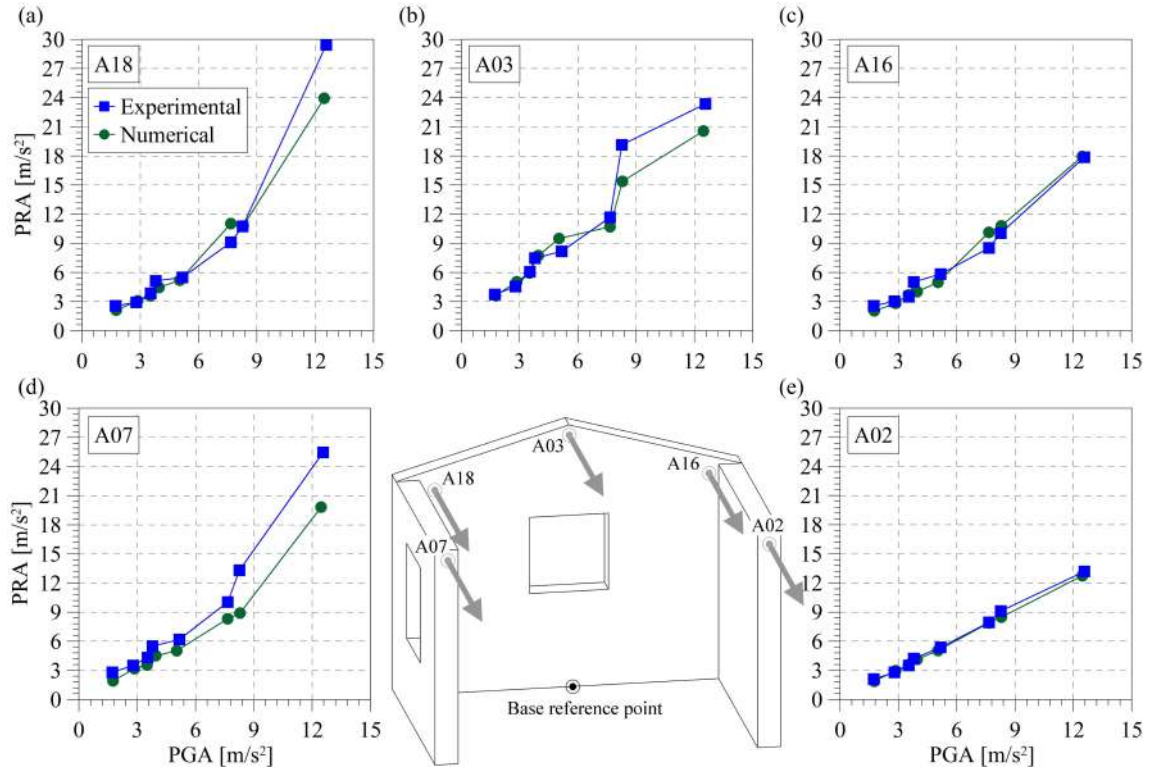 (a)
(b)
(c)
30
27
24
21
18
15
12
9
6
3
0
PRA [m/s²]
A18
Experimental
Numerical
0 3 6 9 12 15
30
27
24
21
18
15
12
9
6
3
0
A03
0 3 6 9 12 15
30
27
24
21
18
15
12
9
6
3
0
A16
0 3 6 9 12 15
(d)
(e)
30
27
24
21
18
15
12
9
6
3
0
PRA [m/s²]
A07
0 3 6 9 12 15
PGA [m/s²]
A03
A18
A16
A07
A02
Base reference point
30
27
24
21
18
15
12
9
6
3
0
A02
0 3 6 9 12 15
PGA [m/s²]